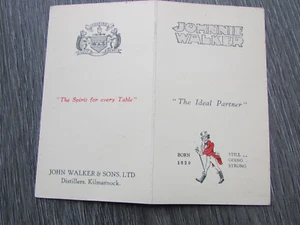 "The Spirit for every Table"
JOHN WALKER & SONS, LTD
Distillers, Kilmarnock.
JOHNNIE
WALKER
"The Ideal Partner"
BORN
1820
STILL
GOING
STRONG